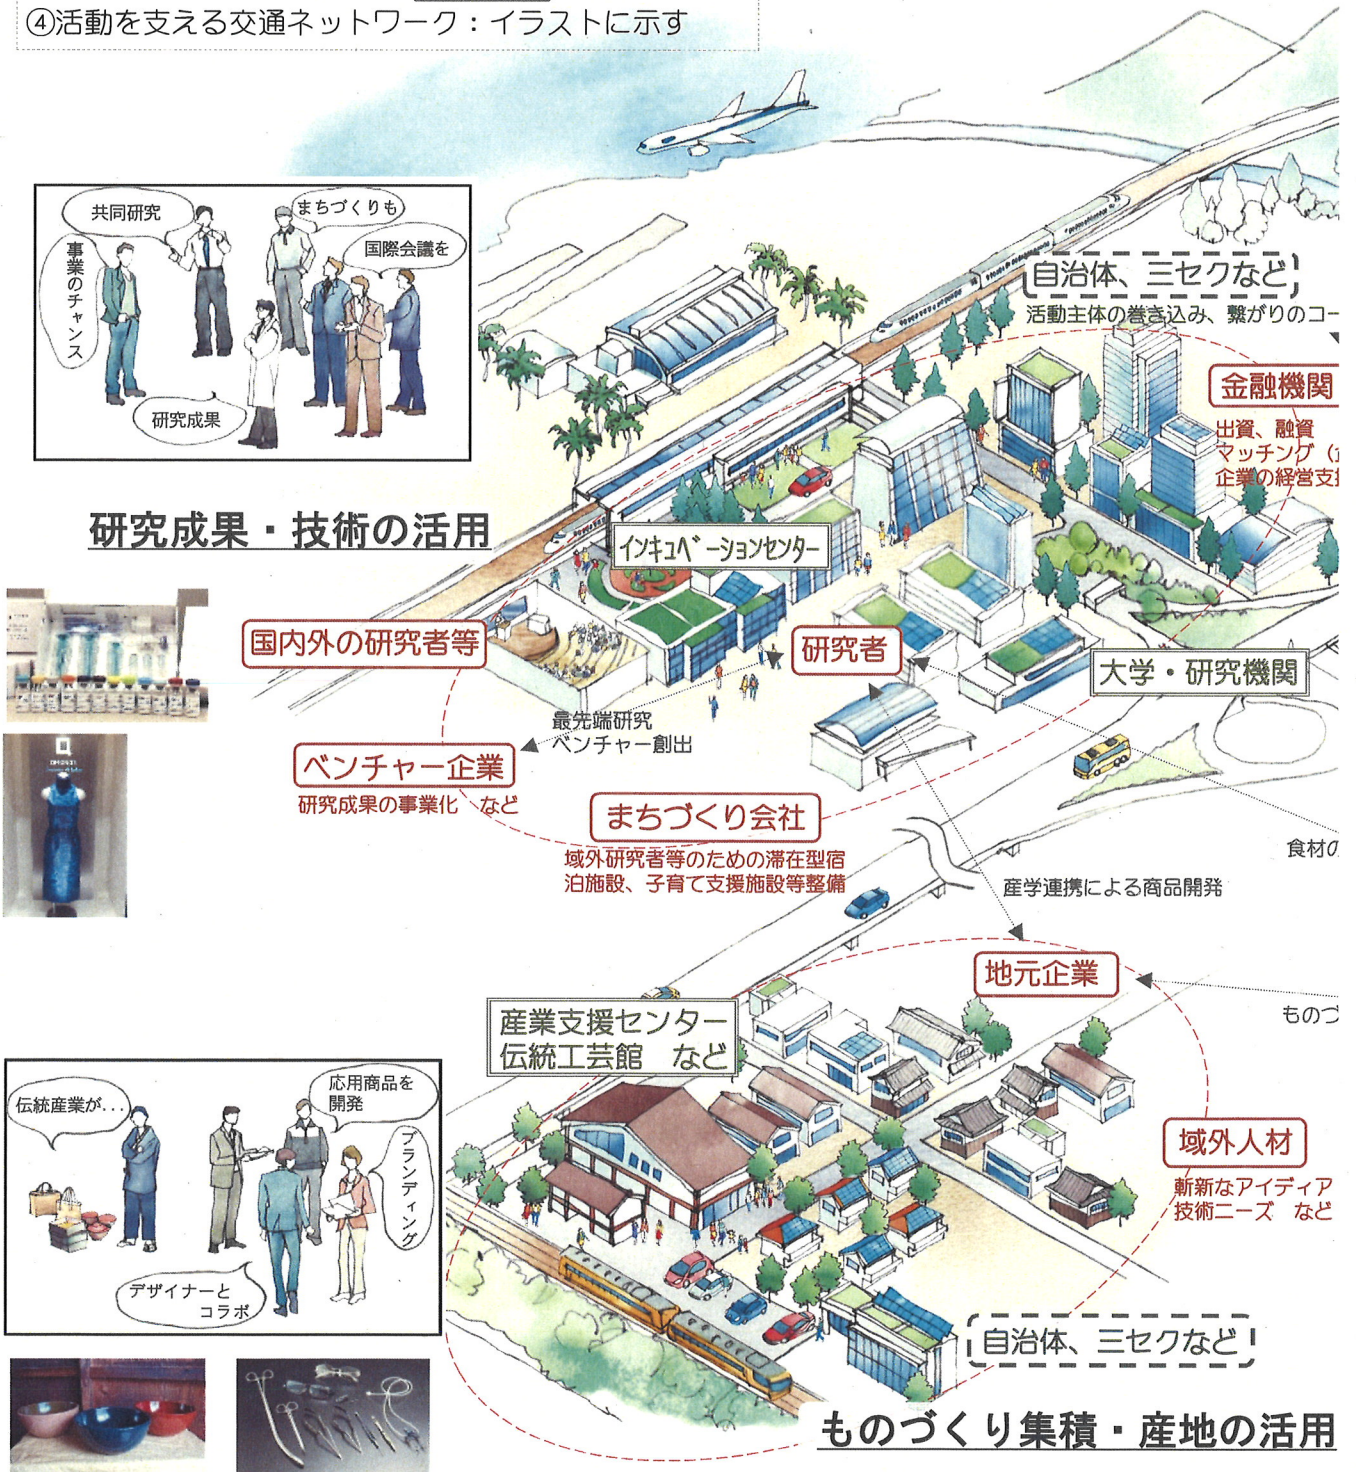 ④活動を支える交通ネットワーク：イラストに示す
共同研究
まちづくりも
国際会議を
事業のチャンス
研究成果
自治体、三セクなど
活動主体の巻き込み、繋がりのコー
金融機関
出資、融資
マッチング（
企業の経営支援
研究成果・技術の活用
インキュベーションセンター
国内外の研究者等
研究者
大学・研究機関
最先端研究
ベンチャー創出
ベンチャー企業
研究成果の事業化　など
まちづくり会社
域外研究者等のための滞在型宿
泊施設、子育て支援施設等整備
食材の
産学連携による商品開発
地元企業
ものづ
産業支援センター
伝統工芸館　など
伝統産業が...
応用商品を
開発
ブランディング
デザイナーと
コラボ
域外人材
斬新なアイディア
技術ニーズ　など
自治体、三セクなど
ものづくり集積・産地の活用